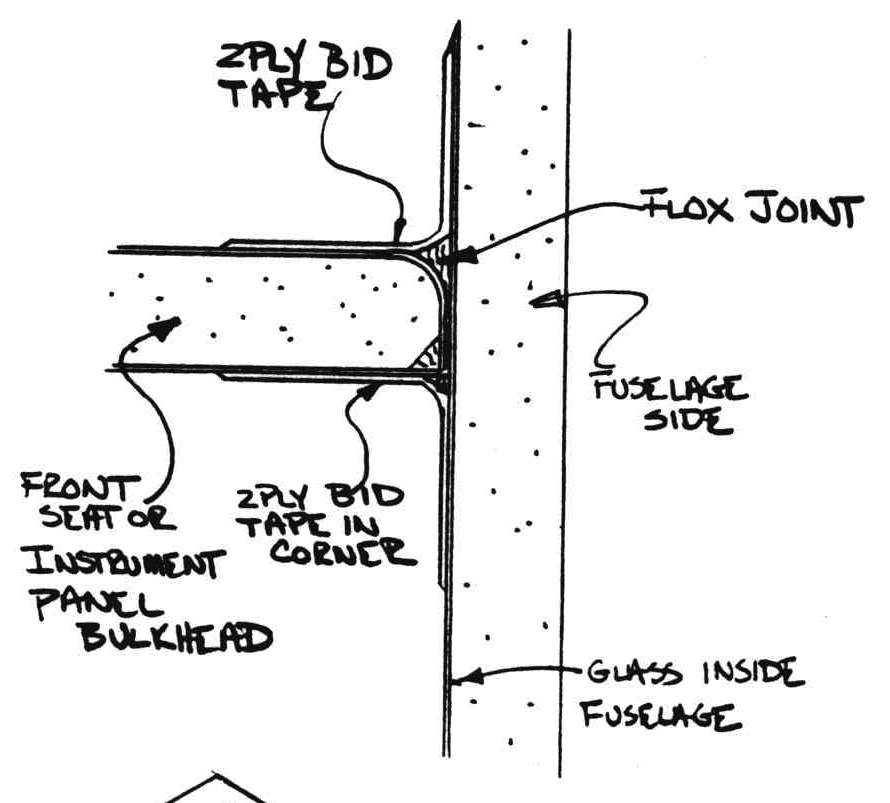 2PLY BID
TAPE
FLOX JOINT
FUSELAGE
SIDE
FRONT
SEAT OR
INSTRUMENT
PANEL
BULKHEAD
2PLY BID
TAPE IN
CORNER
GLASS INSIDE
FUSELAGE